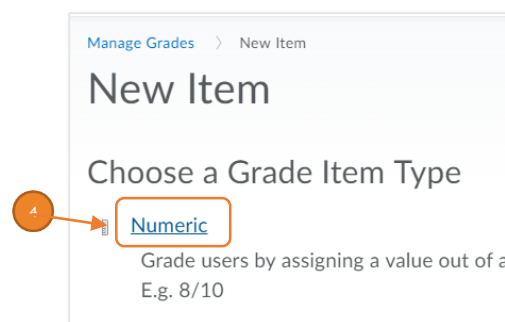 Manage Grades > New Item
New Item
Choose a Grade Item Type
4
Numeric
Grade users by assigning a value out of a
E.g. 8/10